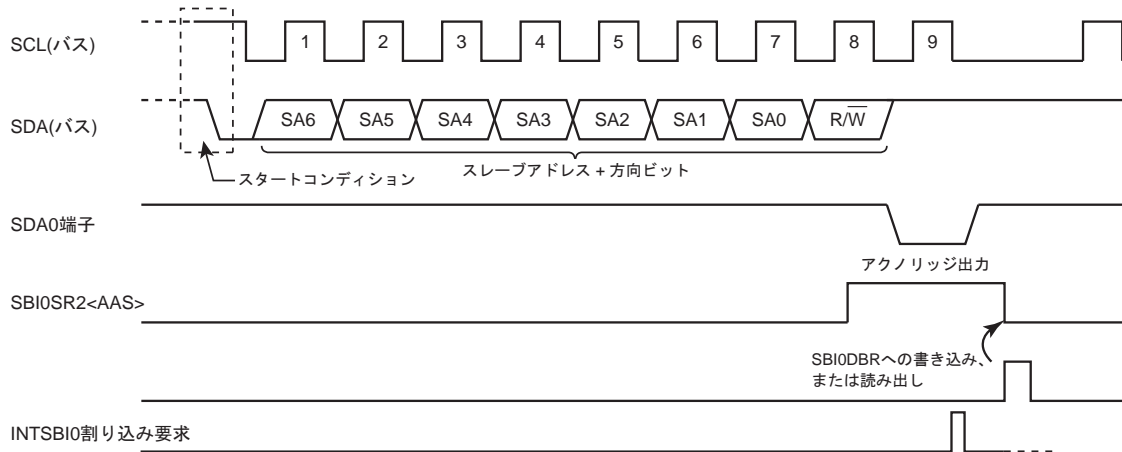 SCL(バス)
1 2 3 4 5 6 7 8 9
SDA(バス)
SA6 SA5 SA4 SA3 SA2 SA1 SA0 R/W̅
スレーブアドレス + 方向ビット
スタートコンディション
SDA0端子
アクノリッジ出力
SBI0SR2<AAS>
SBI0DBRへの書き込み、
または読み出し
INTSBI0割り込み要求